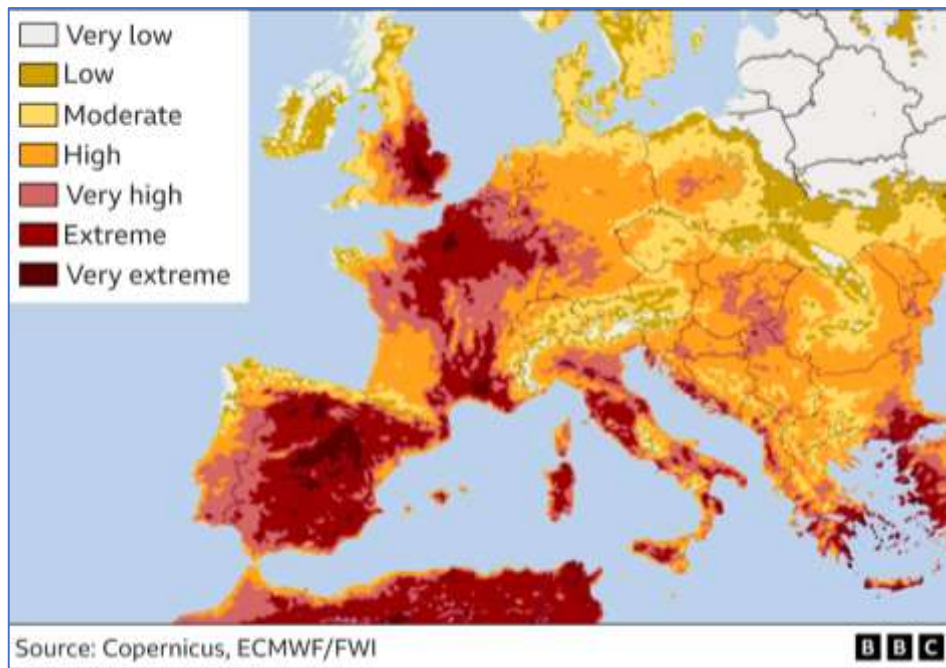 Very low
Low
Moderate
High
Very high
Extreme
Very extreme
Source: Copernicus, ECMWF/FWI
BBC